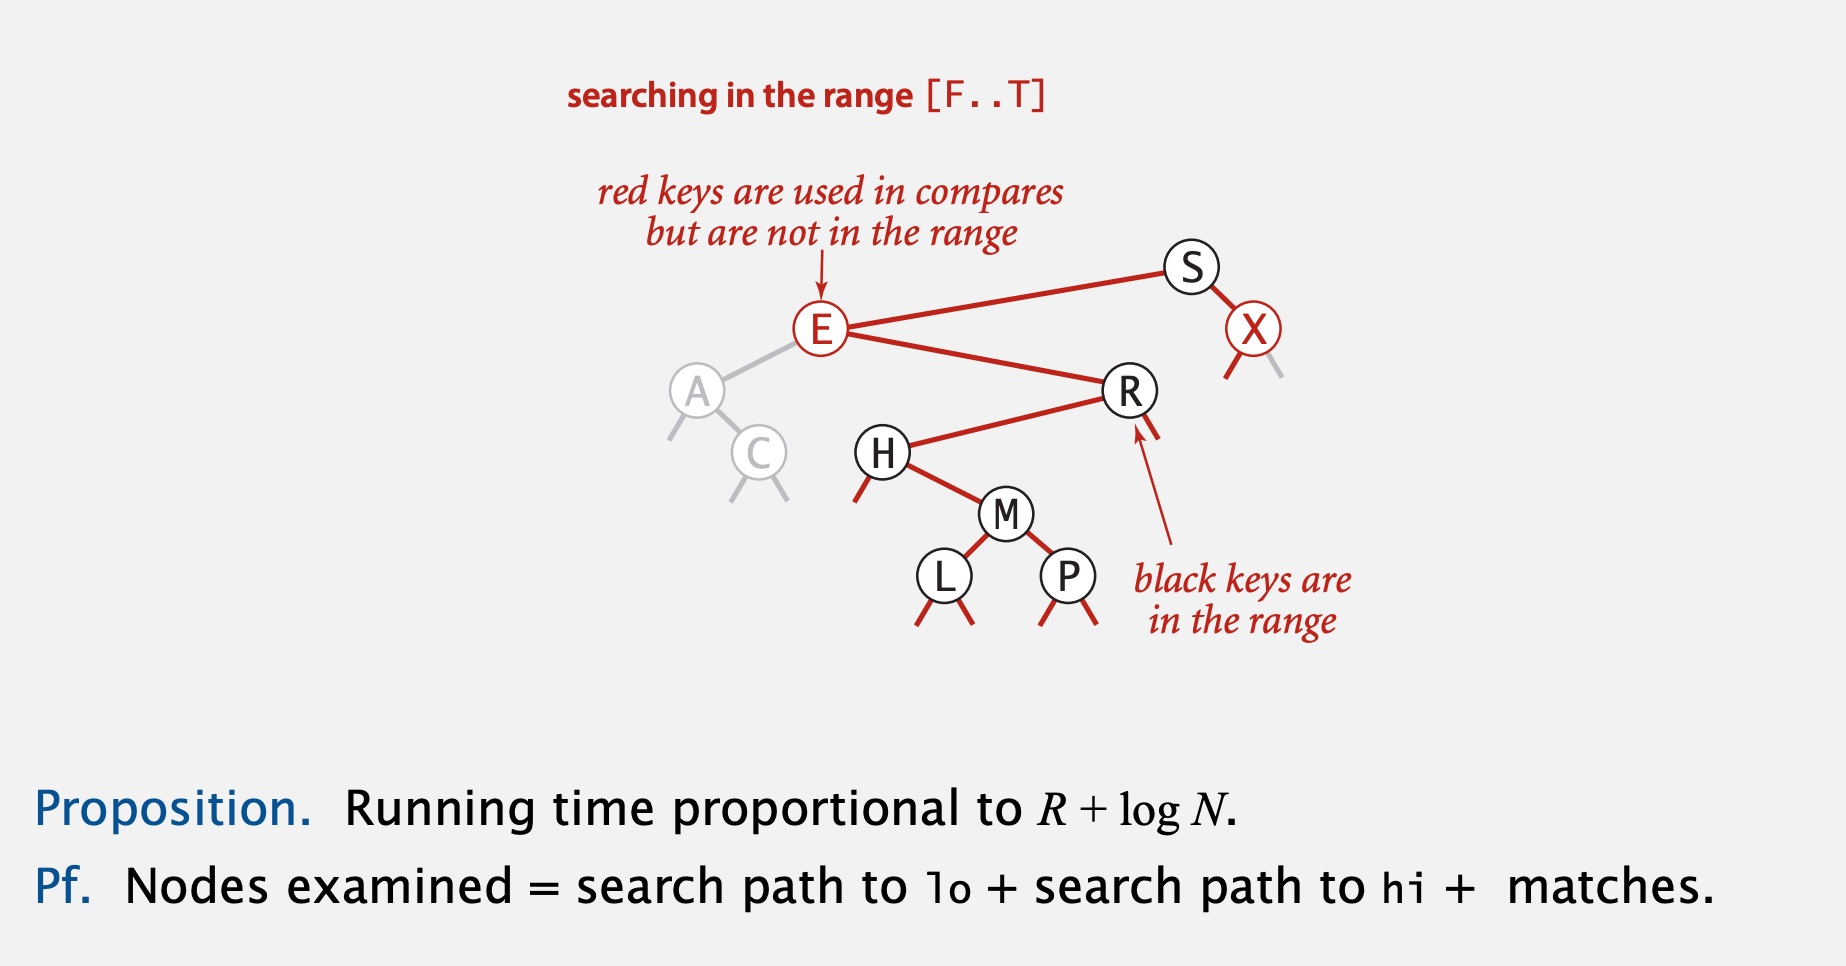 searching in the range [F..T]
red keys are used in compares
but are not in the range
S
E
X
A
R
C
H
M
L
P
black keys are
in the range
Proposition. Running time proportional to R + log N.
Pf. Nodes examined = search path to lo + search path to hi + matches.